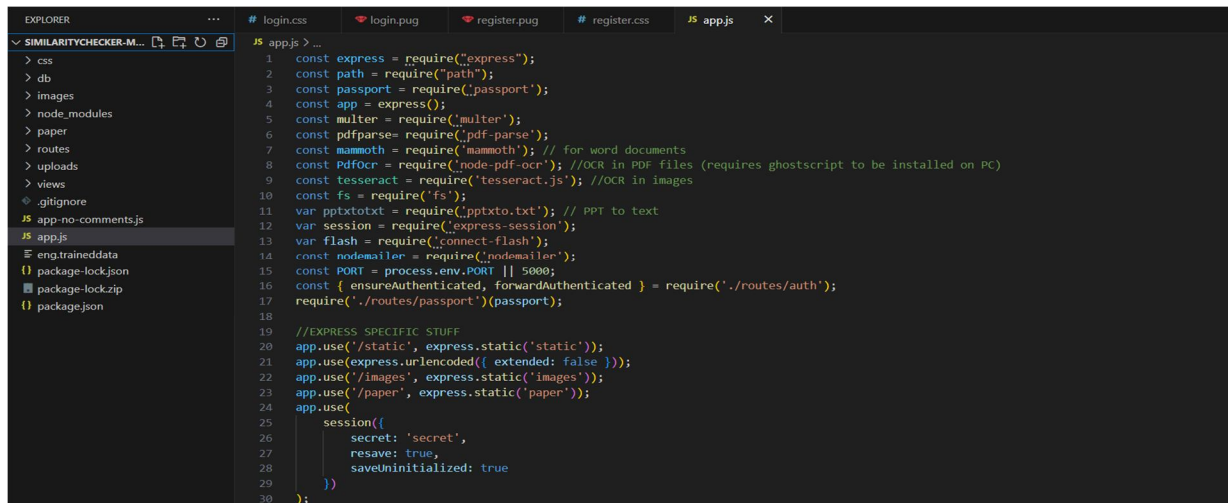 EXPLORER
SIMILARITYCHECKER-M...
css
db
images
node_modules
paper
routes
uploads
views
.gitignore
JS app-no-comments.js
JS app.js
eng.traineddata
{} package-lock.json
package-lock.zip
{} package.json
# login.css
login.pug
register.pug
# register.css
JS app.js
JS app.js > ...
1 const express = require("express");
2 const path = require("path");
3 const passport = require('passport');
4 const app = express();
5 const multer = require('multer');
6 const pdfparse= require('pdf-parse');
7 const mammoth = require('mammoth'); // for word documents
8 const PdfOcr = require('node-pdf-ocr'); //OCR in PDF files (requires ghostscript to be installed on PC)
9 const tesseract = require('tesseract.js'); //OCR in images
10 const fs = require('fs');
11 var pptxtotxt = require('pptxto.txt'); // PPT to text
12 var session = require('express-session');
13 var flash = require('connect-flash');
14 const nodemailer = require('nodemailer');
15 const PORT = process.env.PORT || 5000;
16 const { ensureAuthenticated, forwardAuthenticated } = require('./routes/auth');
17 require('./routes/passport')(passport);
18
19 //EXPRESS SPECIFIC STUFF
20 app.use('/static', express.static('static'));
21 app.use(express.urlencoded({ extended: false }));
22 app.use('/images', express.static('images'));
23 app.use('/paper', express.static('paper'));
24 app.use(
25 session({
26 secret: 'secret',
27 resave: true,
28 saveUninitialized: true
29 })
30 );